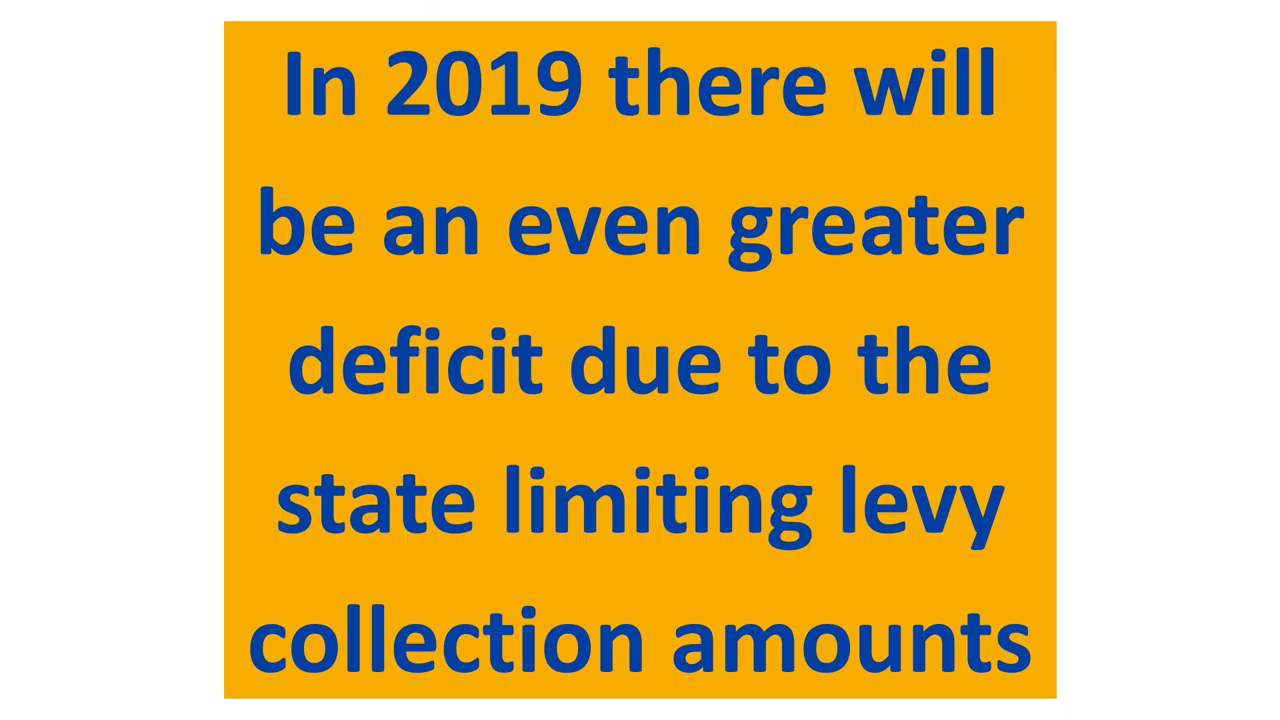 In 2019 there will
be an even greater
deficit due to the
state limiting levy
collection amounts